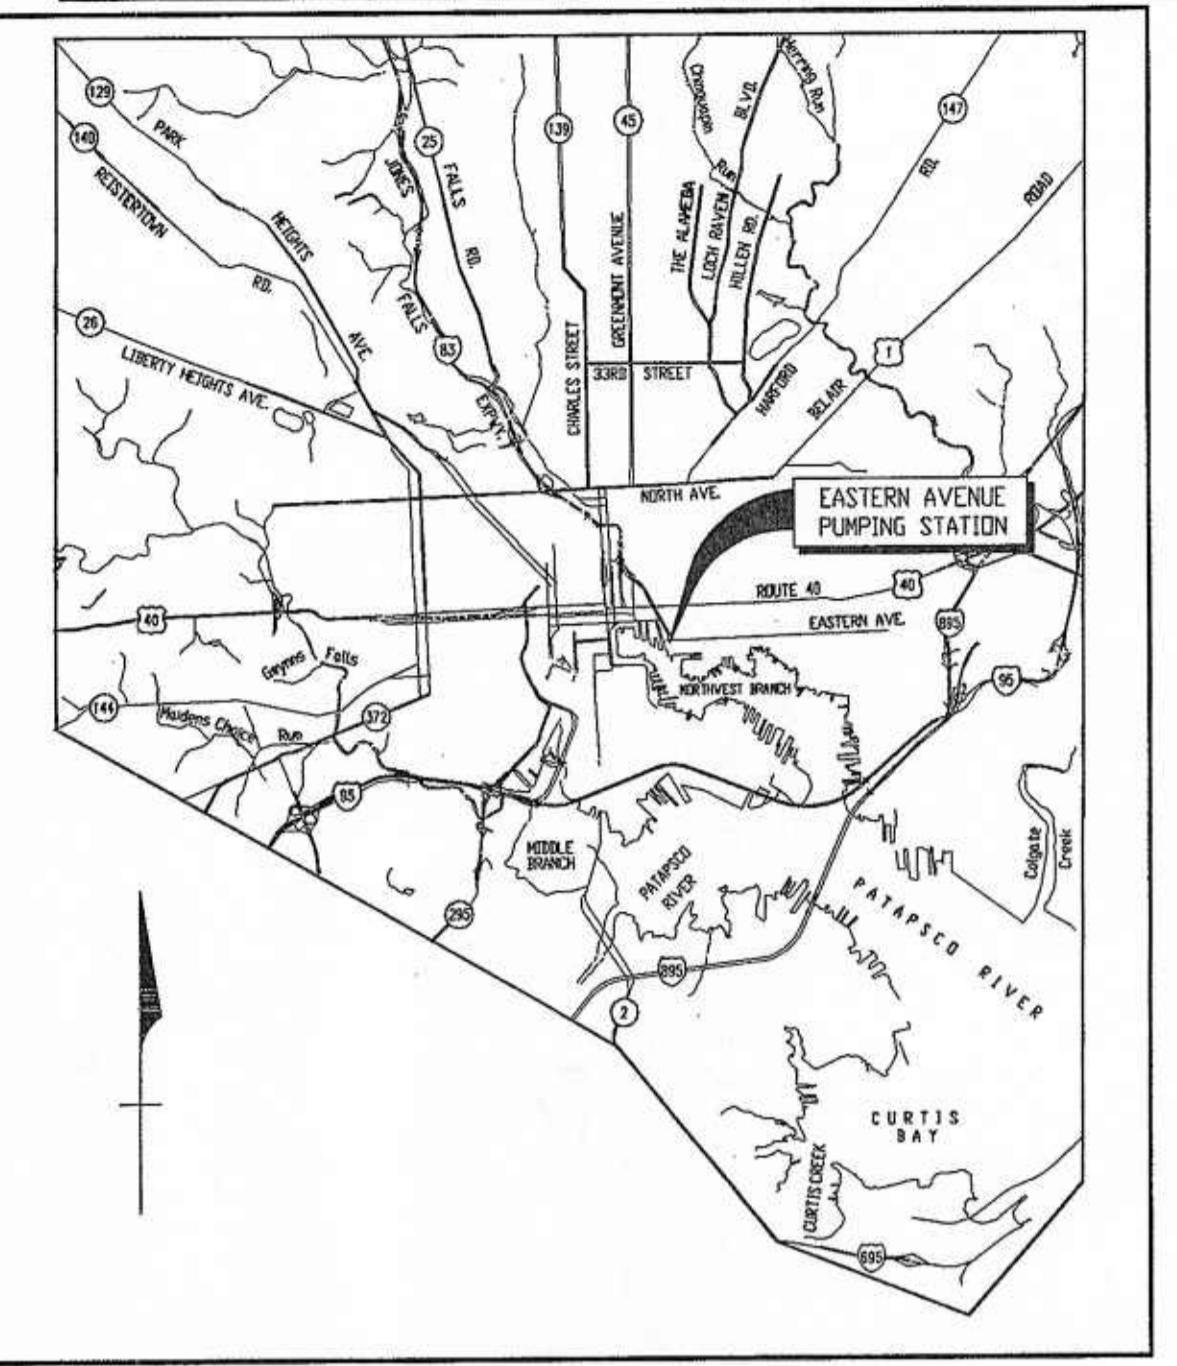 129
PARK
HEIGHTS
AVE
140
REISTERTOWN
RD.
26
LIBERTY HEIGHTS AVE.
JONES
FALLS
83
EXPWY.
25
FALLS
RD.
139
CHARLES STREET
45
GREENMONT AVENUE
33RD STREET
Chinquapin
Run
THE ALAMEDA
LOCH RAVEN
BLVD.
HILLEN RD.
Herring Run
147
HARFORD
RD.
1
BELAIR
ROAD
NORTH AVE.
EASTERN AVENUE
PUMPING STATION
ROUTE 40
40
EASTERN AVE.
40
895
95
Gwynns Falls
144
Maidens Choice
Run
372
NORTHWEST BRANCH
95
MIDDLE
BRANCH
PATAPSCO
RIVER
295
895
2
PATAPSCO RIVER
Colgate
Creek
CURTIS
BAY
CURTIS CREEK
695